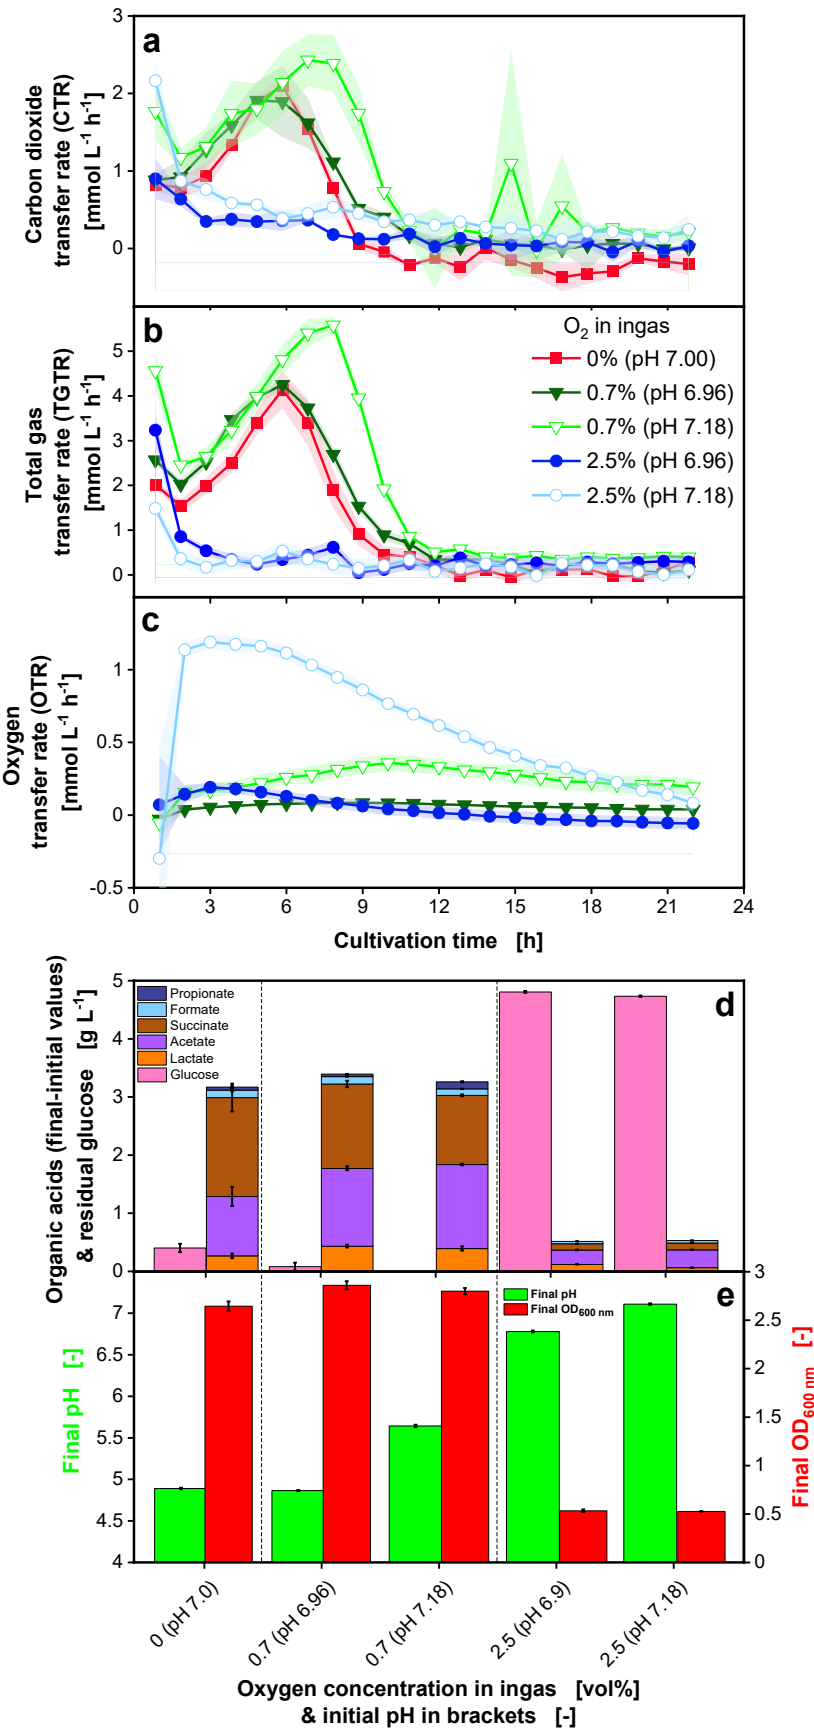 a
Carbon dioxide
transfer rate (CTR)
[mmol L⁻¹ h⁻¹]
3
2
1
0
b
Total gas
transfer rate (TGTR)
[mmol L⁻¹ h⁻¹]
5
4
3
2
1
0
O₂ in ingas
0% (pH 7.00)
0.7% (pH 6.96)
0.7% (pH 7.18)
2.5% (pH 6.96)
2.5% (pH 7.18)
c
Oxygen
transfer rate (OTR)
[mmol L⁻¹ h⁻¹]
1
0.5
0
-0.5
0 3 6 9 12 15 18 21 24
Cultivation time [h]
d
Organic acids (final-initial values)
& residual glucose [g L⁻¹]
5
4
3
2
1
0
Propionate
Formate
Succinate
Acetate
Lactate
Glucose
e
Final pH [-]
7
6.5
6
5.5
5
4.5
4
Final pH
Final OD₆₀₀ ₙₘ
3
2.5
2
1.5
1
0.5
0
Final OD₆₀₀ ₙₘ [-]
0 (pH 7.0)
0.7 (pH 6.96)
0.7 (pH 7.18)
2.5 (pH 6.9)
2.5 (pH 7.18)
Oxygen concentration in ingas [vol%]
& initial pH in brackets [-]